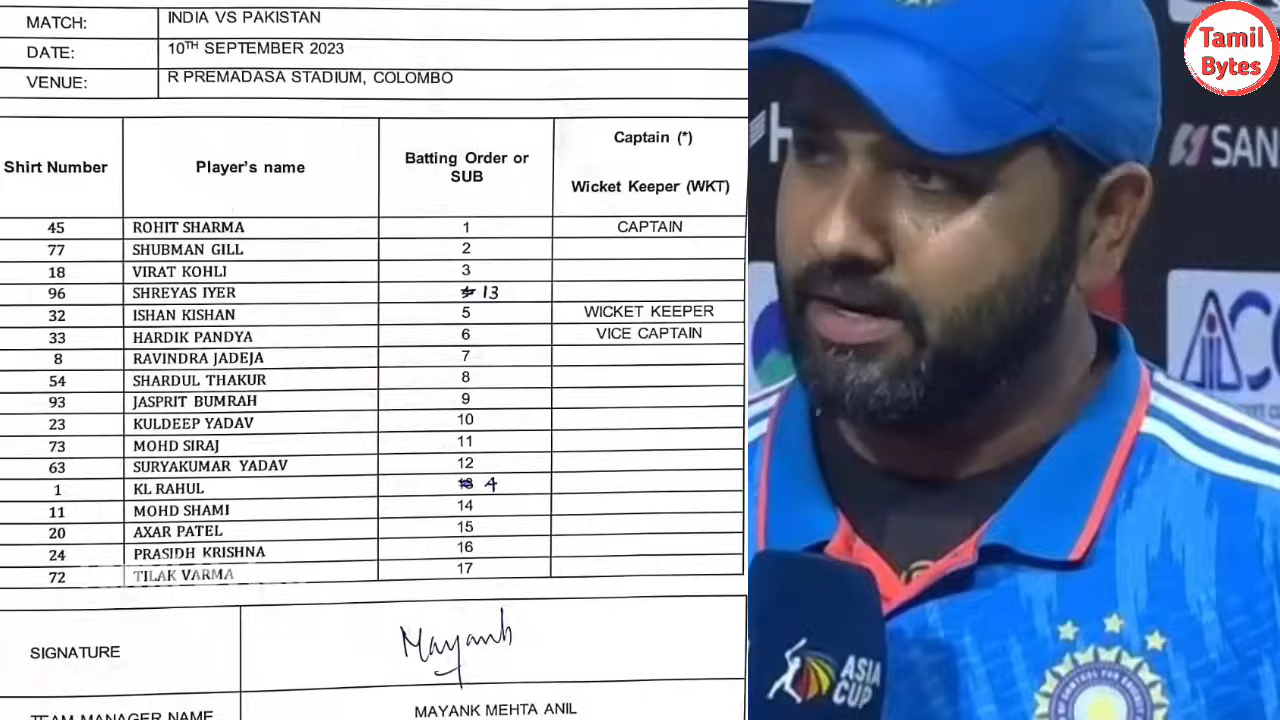 MATCH: INDIA VS PAKISTAN
DATE: 10TH SEPTEMBER 2023
VENUE: R PREMADASA STADIUM, COLOMBO
Shirt Number Player's name Batting Order or SUB Captain (*) Wicket Keeper (WKT)
45 ROHIT SHARMA 1 CAPTAIN
77 SHUBMAN GILL 2
18 VIRAT KOHLI 3
96 SHREYAS IYER 13
32 ISHAN KISHAN 5 WICKET KEEPER
33 HARDIK PANDYA 6 VICE CAPTAIN
8 RAVINDRA JADEJA 7
54 SHARDUL THAKUR 8
93 JASPRIT BUMRAH 9
23 KULDEEP YADAV 10
73 MOHD SIRAJ 11
63 SURYAKUMAR YADAV 12
1 KL RAHUL 4
11 MOHD SHAMI 14
20 AXAR PATEL 15
24 PRASIDH KRISHNA 16
72 TILAK VARMA 17
SIGNATURE Mayank
TEAM MANAGER NAME MAYANK MEHTA ANIL
Tamil
Bytes
SAN
AC
ASIA
CUP